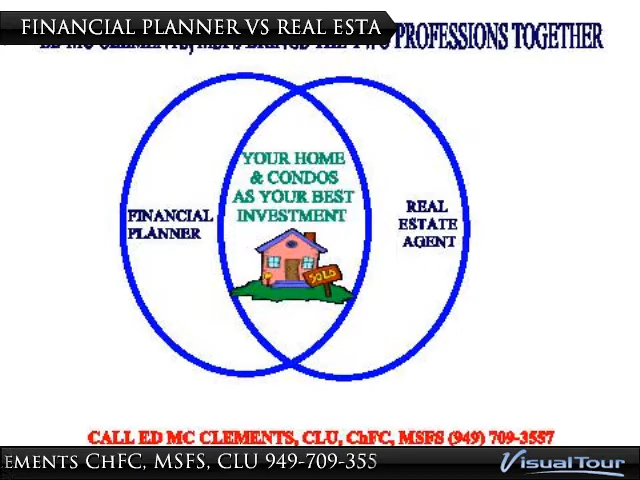 FINANCIAL PLANNER VS REAL ESTA
PROFESSIONS TOGETHER
YOUR HOME
& CONDOS
AS YOUR BEST
INVESTMENT
FINANCIAL
PLANNER
REAL
ESTATE
AGENT
SOLD
CALL ED MC CLEMENTS, CLU, ChFC, MSFS (949) 709-3557
EMENTS CHFC, MSFS, CLU 949-709-355
VISUALTOUR